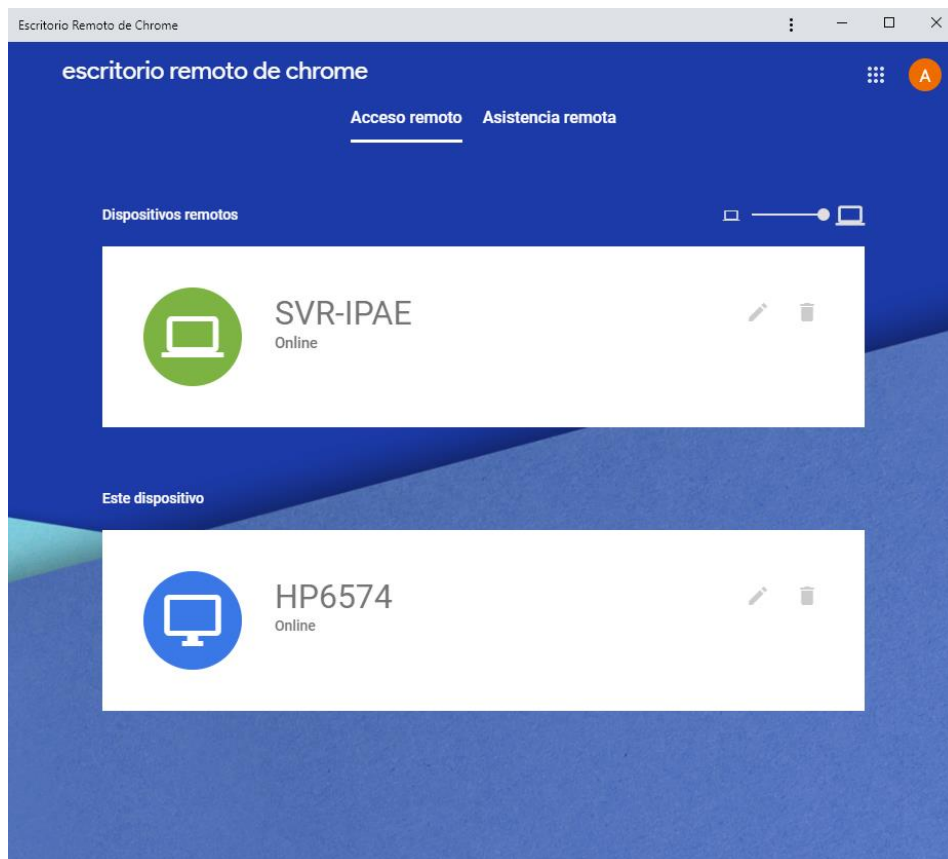 Escritorio Remoto de Chrome
escritorio remoto de chrome
A
Acceso remoto Asistencia remota
Dispositivos remotos
SVR-IPAE
Online
Este dispositivo
HP6574
Online